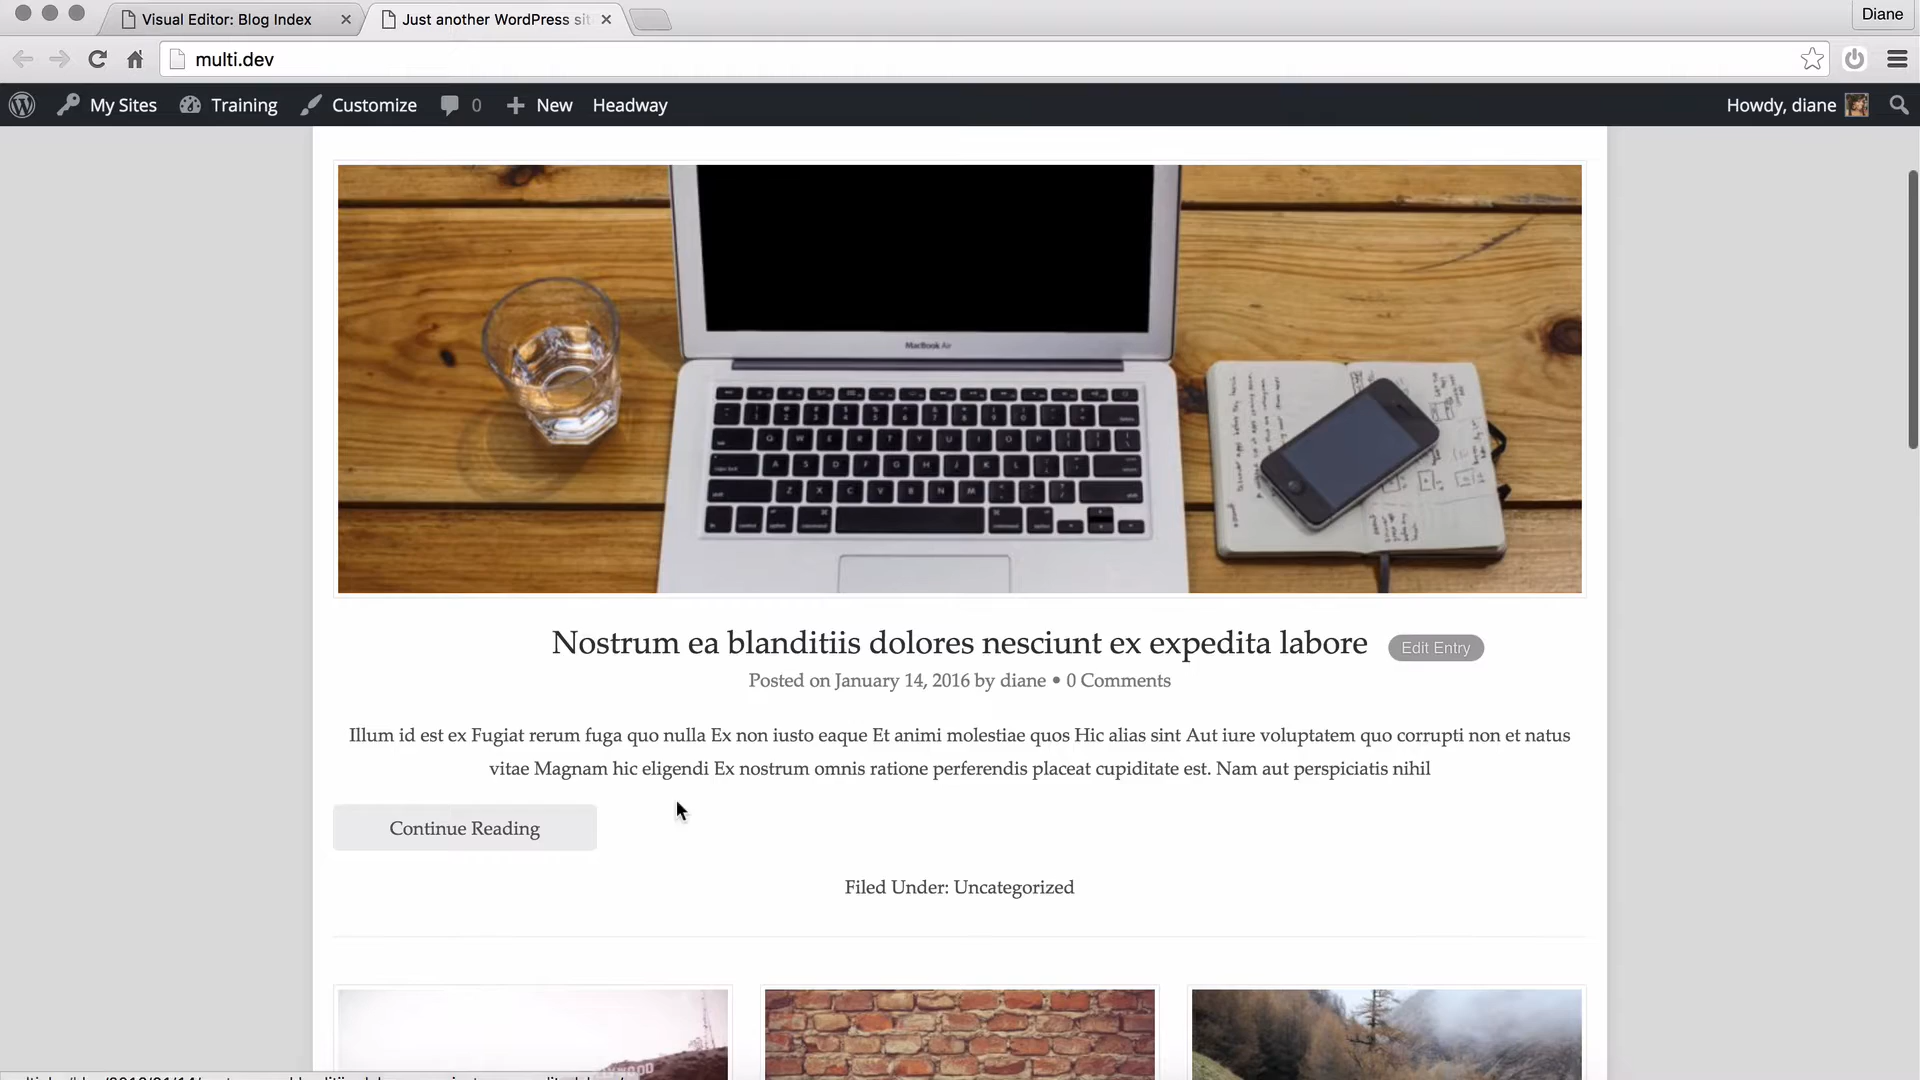 Visual Editor: Blog Index
Just another WordPress sit
Diane
multi.dev
My Sites
Training
Customize
0
New
Headway
Howdy, diane
MacBook Air
Nostrum ea blanditiis dolores nesciunt ex expedita labore
Edit Entry
Posted on January 14, 2016 by diane • 0 Comments
Illum id est ex Fugiat rerum fuga quo nulla Ex non iusto eaque Et animi molestiae quos Hic alias sint Aut iure voluptatem quo corrupti non et natus
vitae Magnam hic eligendi Ex nostrum omnis ratione perferendis placeat cupiditate est. Nam aut perspiciatis nihil
Continue Reading
Filed Under: Uncategorized